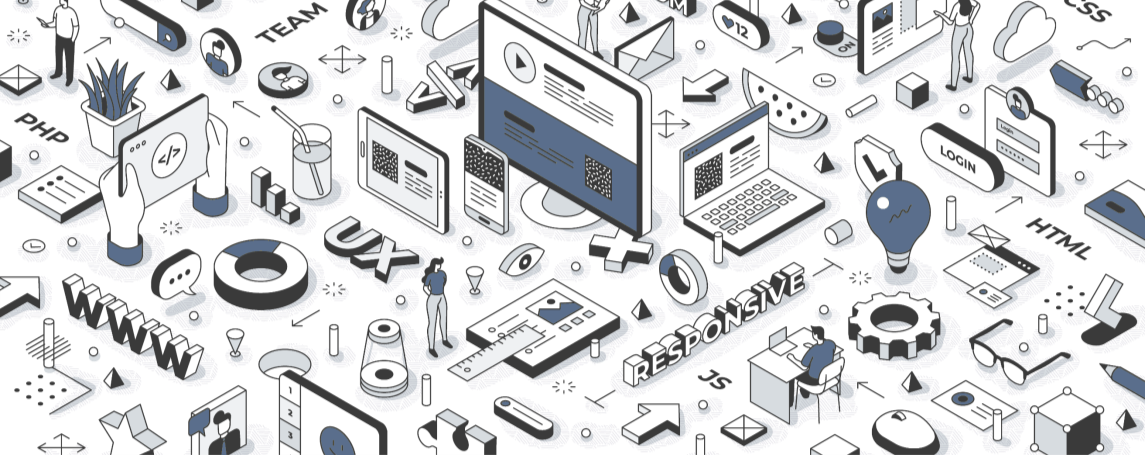 TEAM
12
ON
CSS
PHP
</>
Login
LOGIN
HTML
UX
WWW
RESPONSIVE
JS
1
2
3